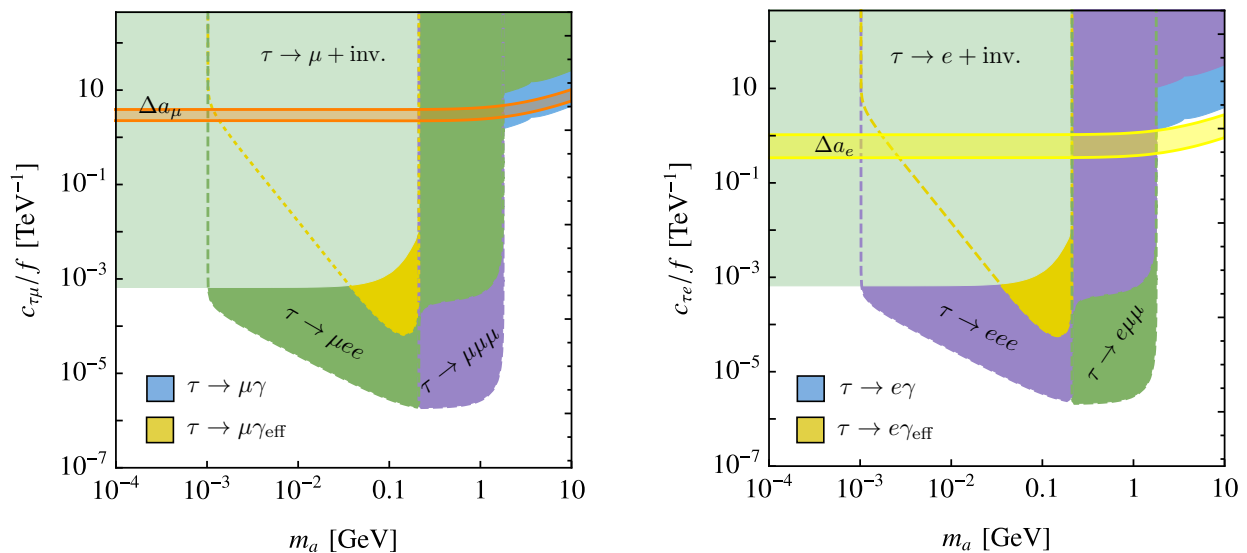 τ → μ + inv.
10
Δa_μ
10⁻¹
10⁻³
10⁻⁵
10⁻⁷
c_τμ/f [TeV⁻¹]
τ → μee
τ → μμμ
τ → μγ
τ → μγ_eff
10⁻⁴ 10⁻³ 10⁻² 0.1 1 10
m_a [GeV]
τ → e + inv.
10
Δa_e
10⁻¹
10⁻³
10⁻⁵
10⁻⁷
c_τe/f [TeV⁻¹]
τ → eee
τ → eμμ
τ → eγ
τ → eγ_eff
10⁻⁴ 10⁻³ 10⁻² 0.1 1 10
m_a [GeV]